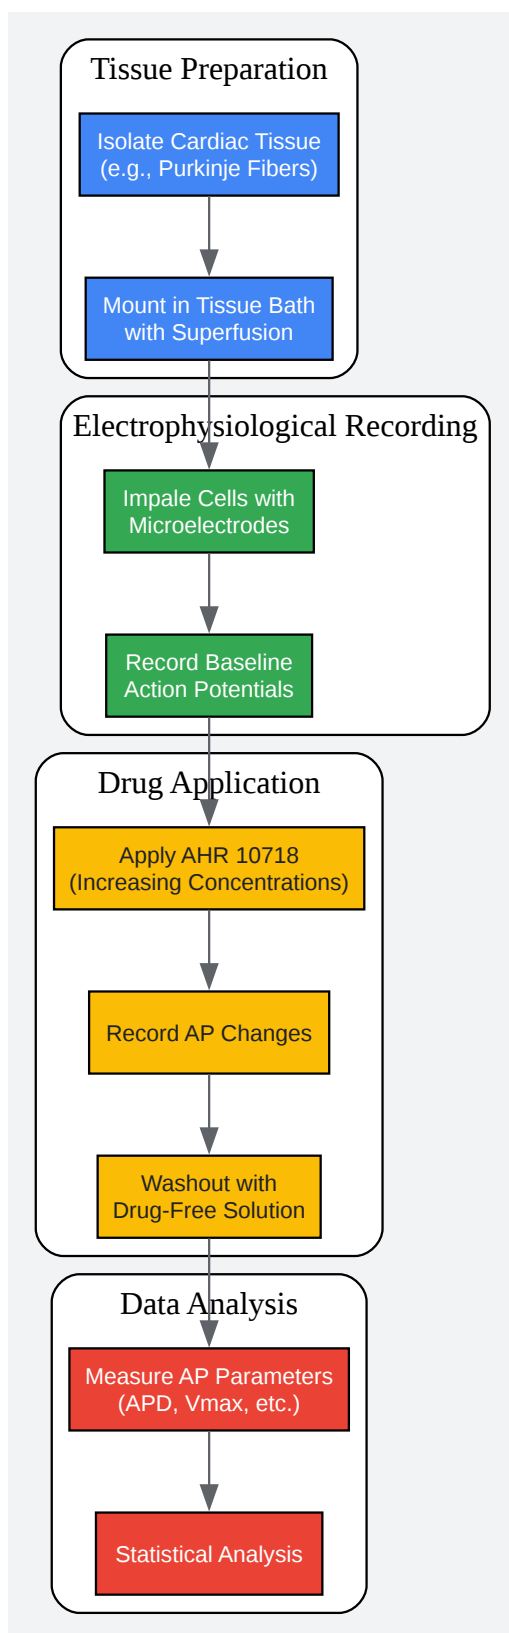 Tissue Preparation
Isolate Cardiac Tissue
(e.g., Purkinje Fibers)
Mount in Tissue Bath
with Superfusion
Electrophysiological Recording
Impale Cells with
Microelectrodes
Record Baseline
Action Potentials
Drug Application
Apply AHR 10718
(Increasing Concentrations)
Record AP Changes
Washout with
Drug-Free Solution
Data Analysis
Measure AP Parameters
(APD, Vmax, etc.)
Statistical Analysis